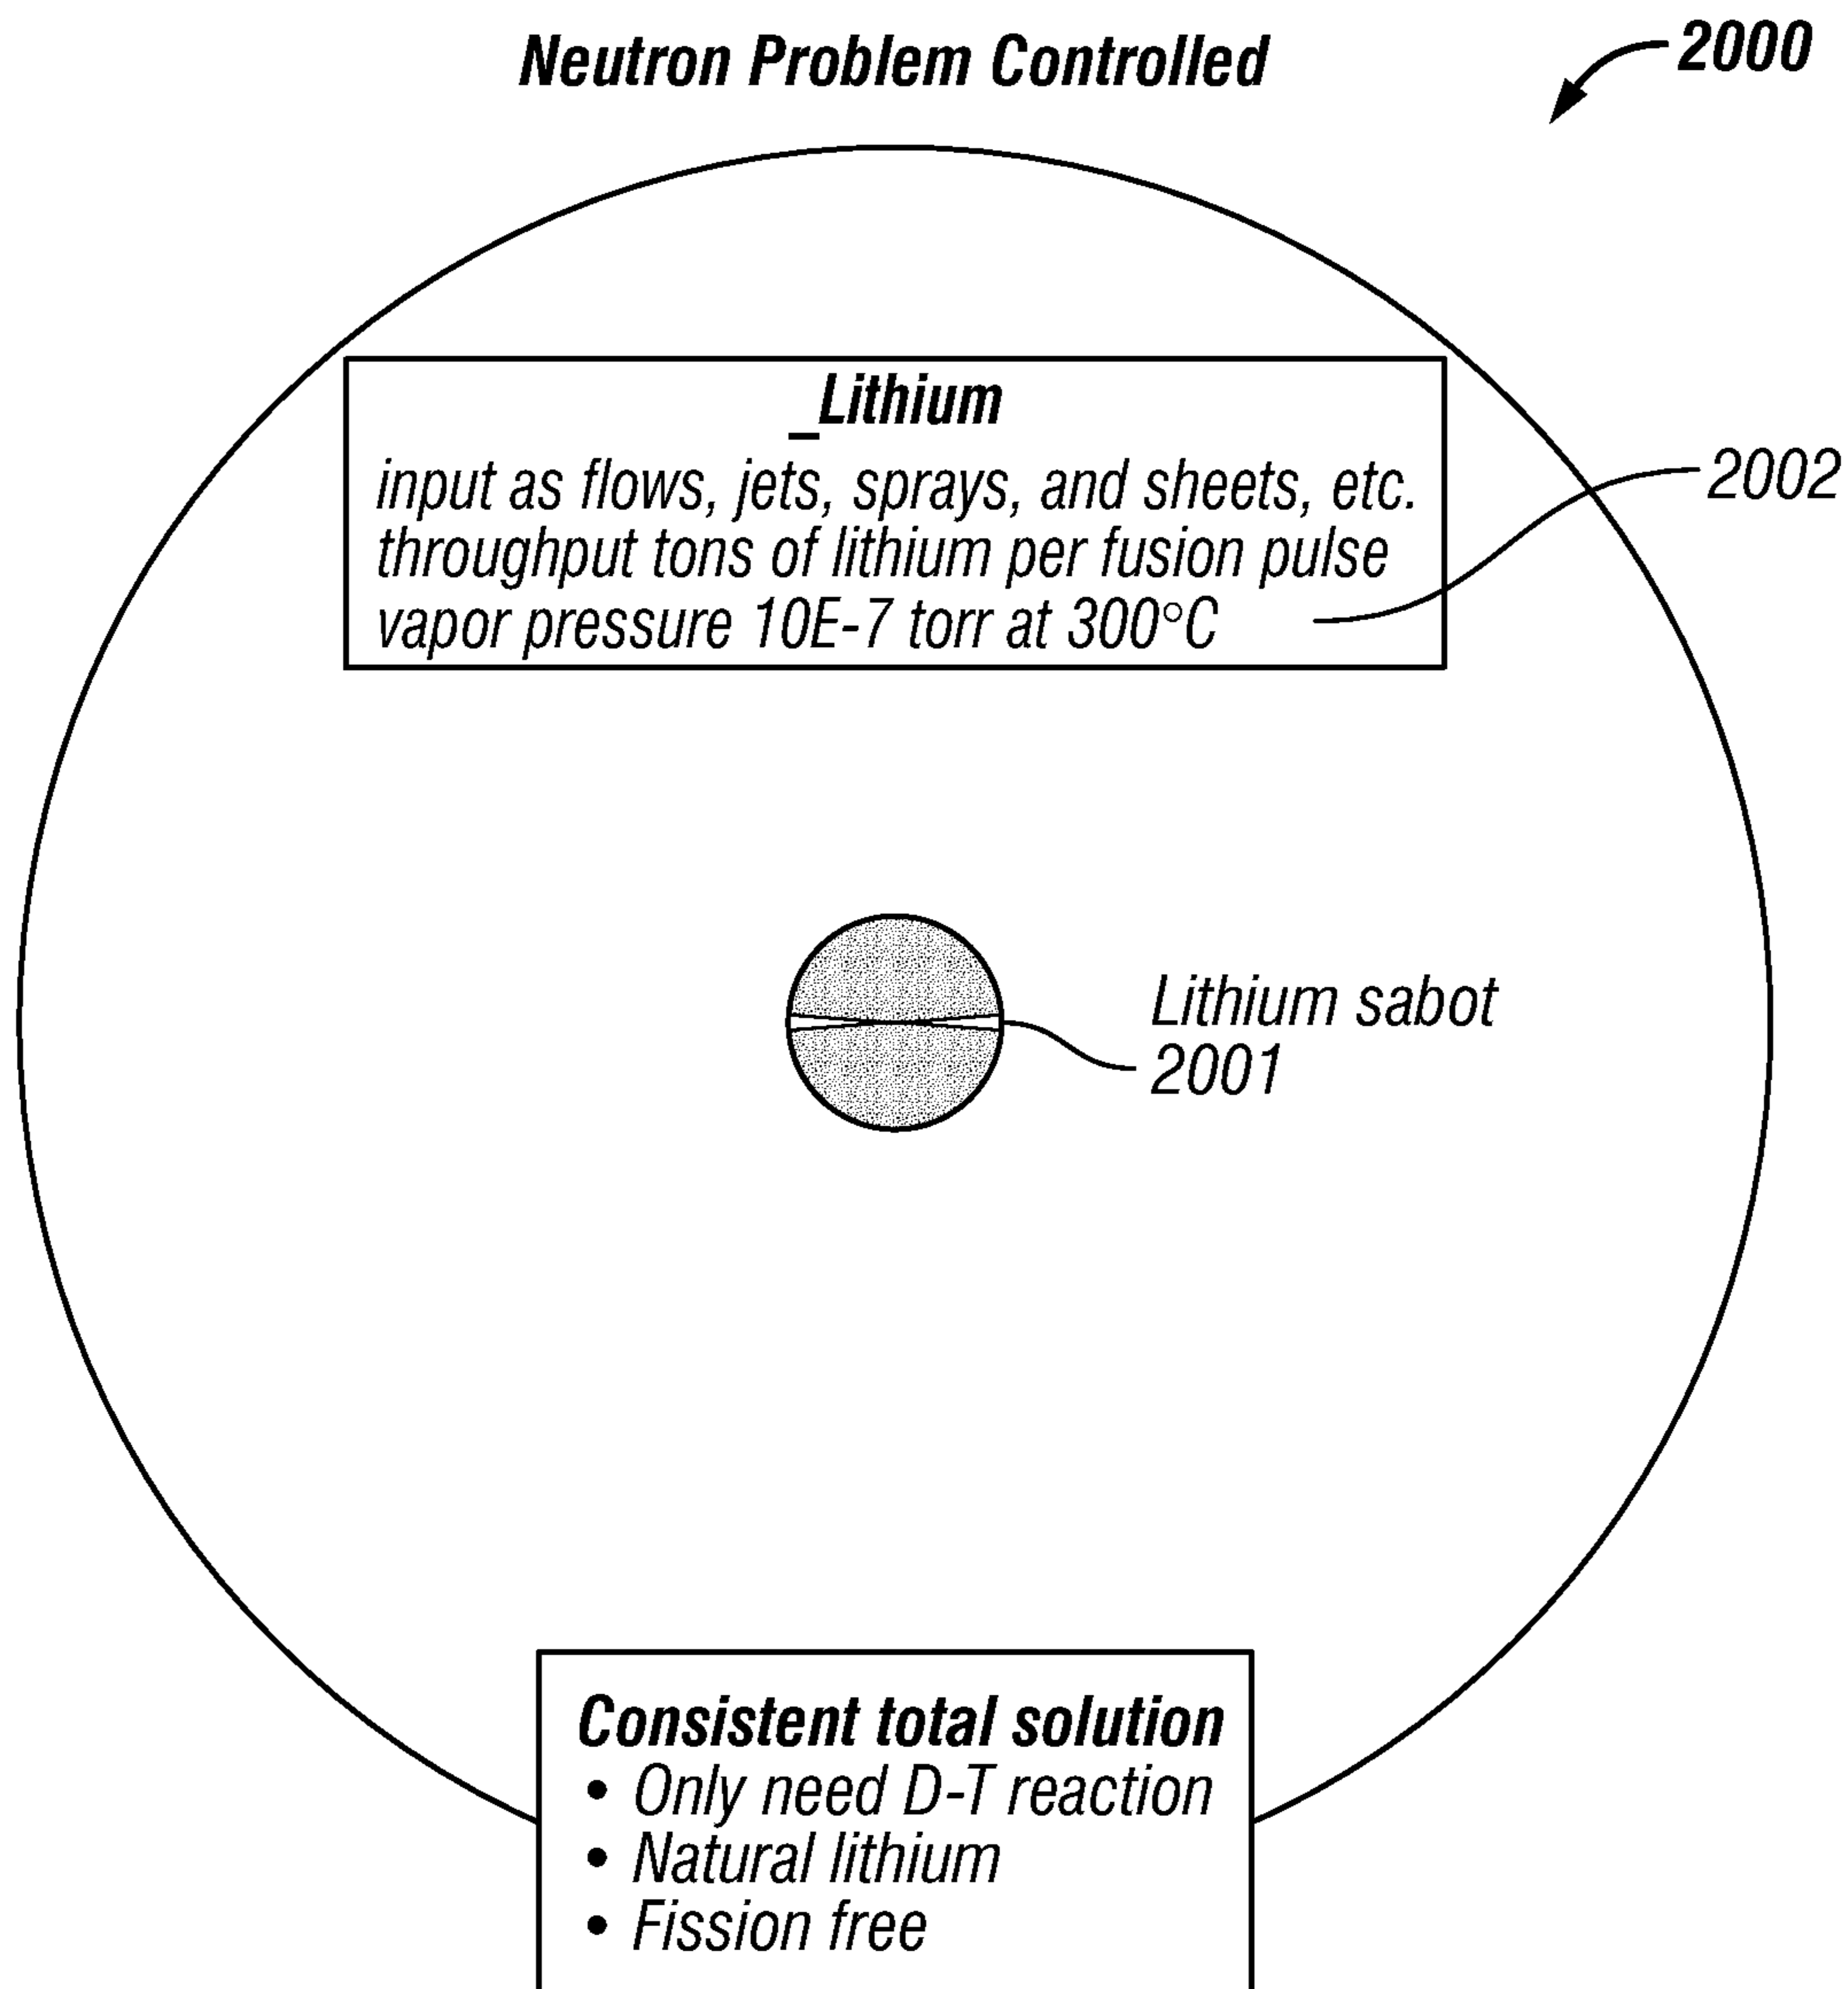 Neutron Problem Controlled
2000
_Lithium
input as flows, jets, sprays, and sheets, etc.
throughput tons of lithium per fusion pulse
vapor pressure 10E-7 torr at 300°C
2002
Lithium sabot
2001
Consistent total solution
• Only need D-T reaction
• Natural lithium
• Fission free